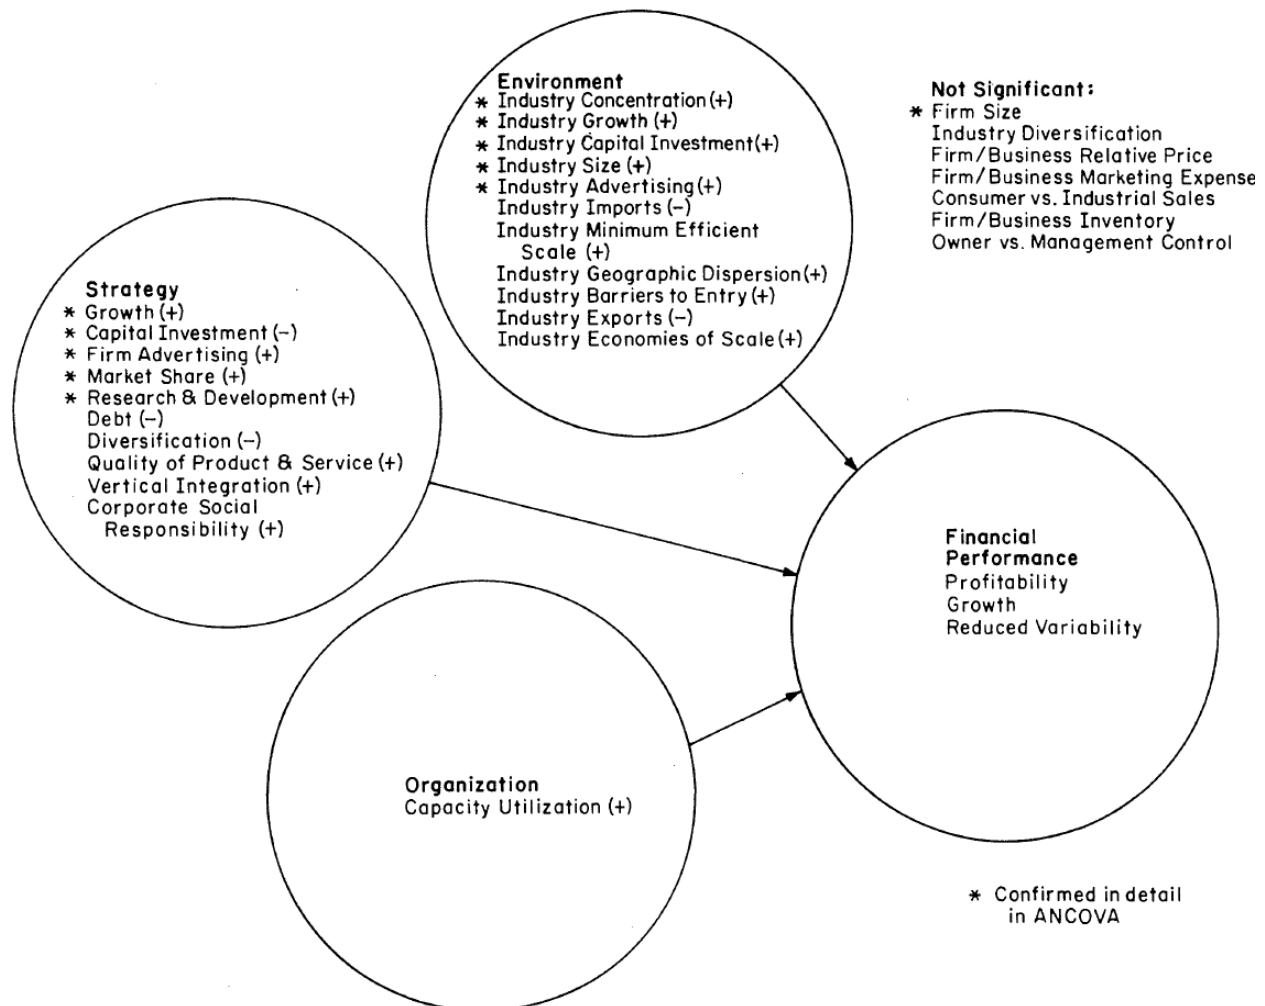 Environment
* Industry Concentration (+)
* Industry Growth (+)
* Industry Capital Investment (+)
* Industry Size (+)
* Industry Advertising (+)
Industry Imports (-)
Industry Minimum Efficient
Scale (+)
Industry Geographic Dispersion (+)
Industry Barriers to Entry (+)
Industry Exports (-)
Industry Economies of Scale (+)
Not Significant:
* Firm Size
Industry Diversification
Firm/Business Relative Price
Firm/Business Marketing Expense
Consumer vs. Industrial Sales
Firm/Business Inventory
Owner vs. Management Control
Strategy
* Growth (+)
* Capital Investment (-)
* Firm Advertising (+)
* Market Share (+)
* Research & Development (+)
Debt (-)
Diversification (-)
Quality of Product & Service (+)
Vertical Integration (+)
Corporate Social
Responsibility (+)
Financial
Performance
Profitability
Growth
Reduced Variability
Organization
Capacity Utilization (+)
* Confirmed in detail
in ANCOVA